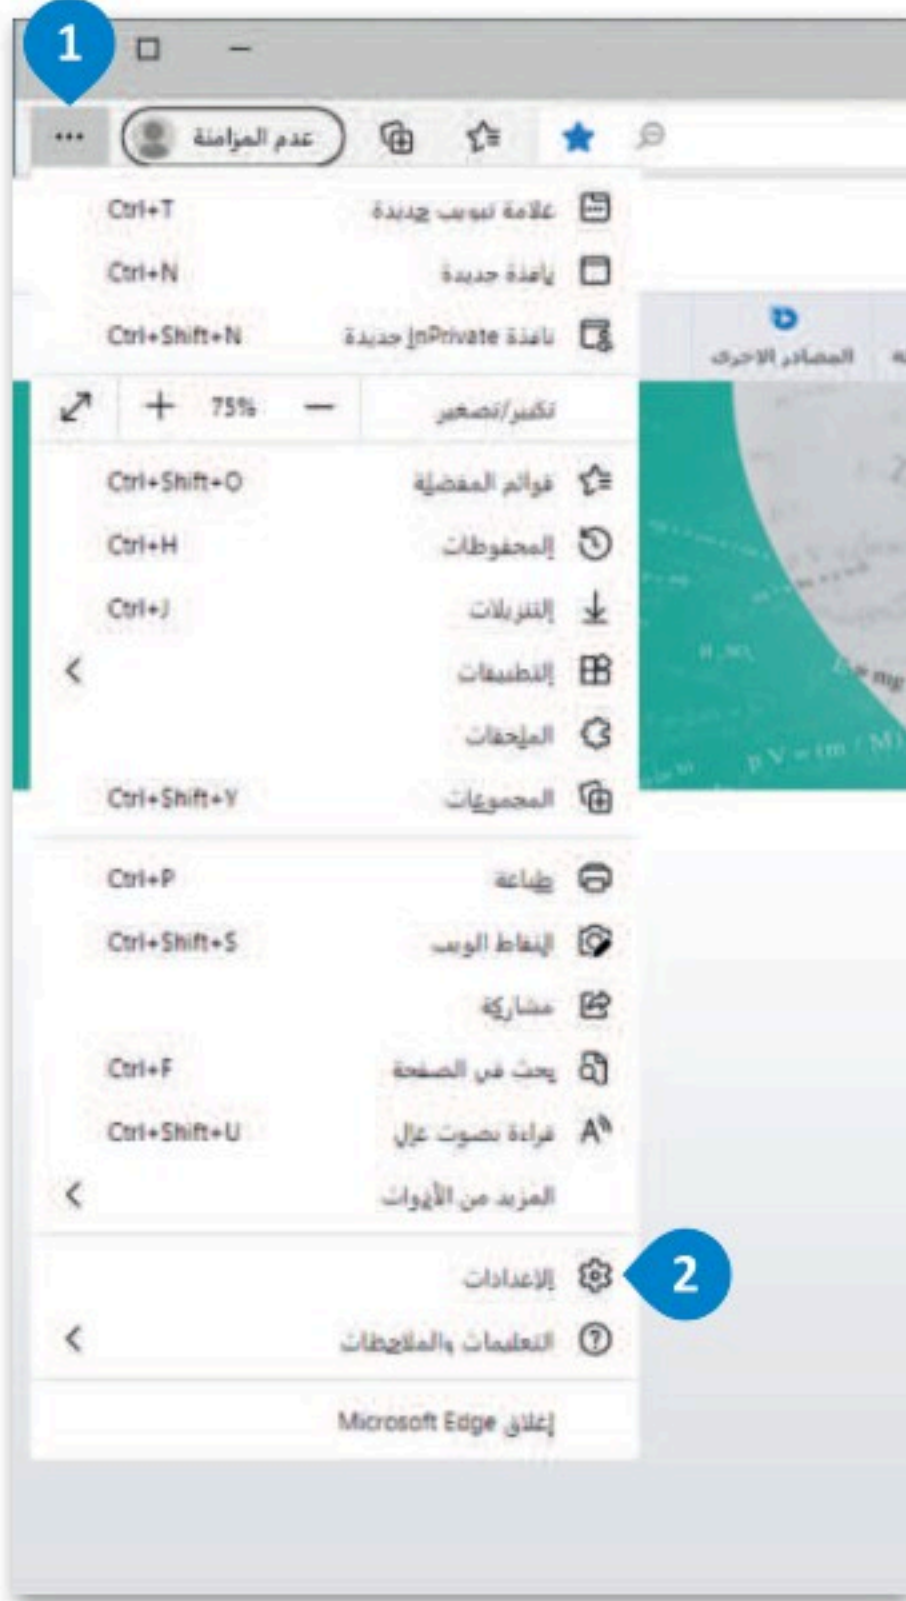 1
عدم المزامنة
علامة تبويب جديدة Ctrl+T
نافذة جديدة Ctrl+N
نافذة InPrivate جديدة Ctrl+Shift+N
المصادر الاخرى
تكبير/تصغير 75%
قوائم المفضلة Ctrl+Shift+O
المحفوظات Ctrl+H
التنزيلات Ctrl+J
التطبيقات
الملحقات
المجموعات Ctrl+Shift+Y
p V = (m / M)
طباعة Ctrl+P
التقاط الويب Ctrl+Shift+S
مشاركة
بحث في الصفحة Ctrl+F
قراءة بصوت عالٍ Ctrl+Shift+U
المزيد من الأدوات
الإعدادات 2
التعليمات والملاحظات
إغلاق Microsoft Edge